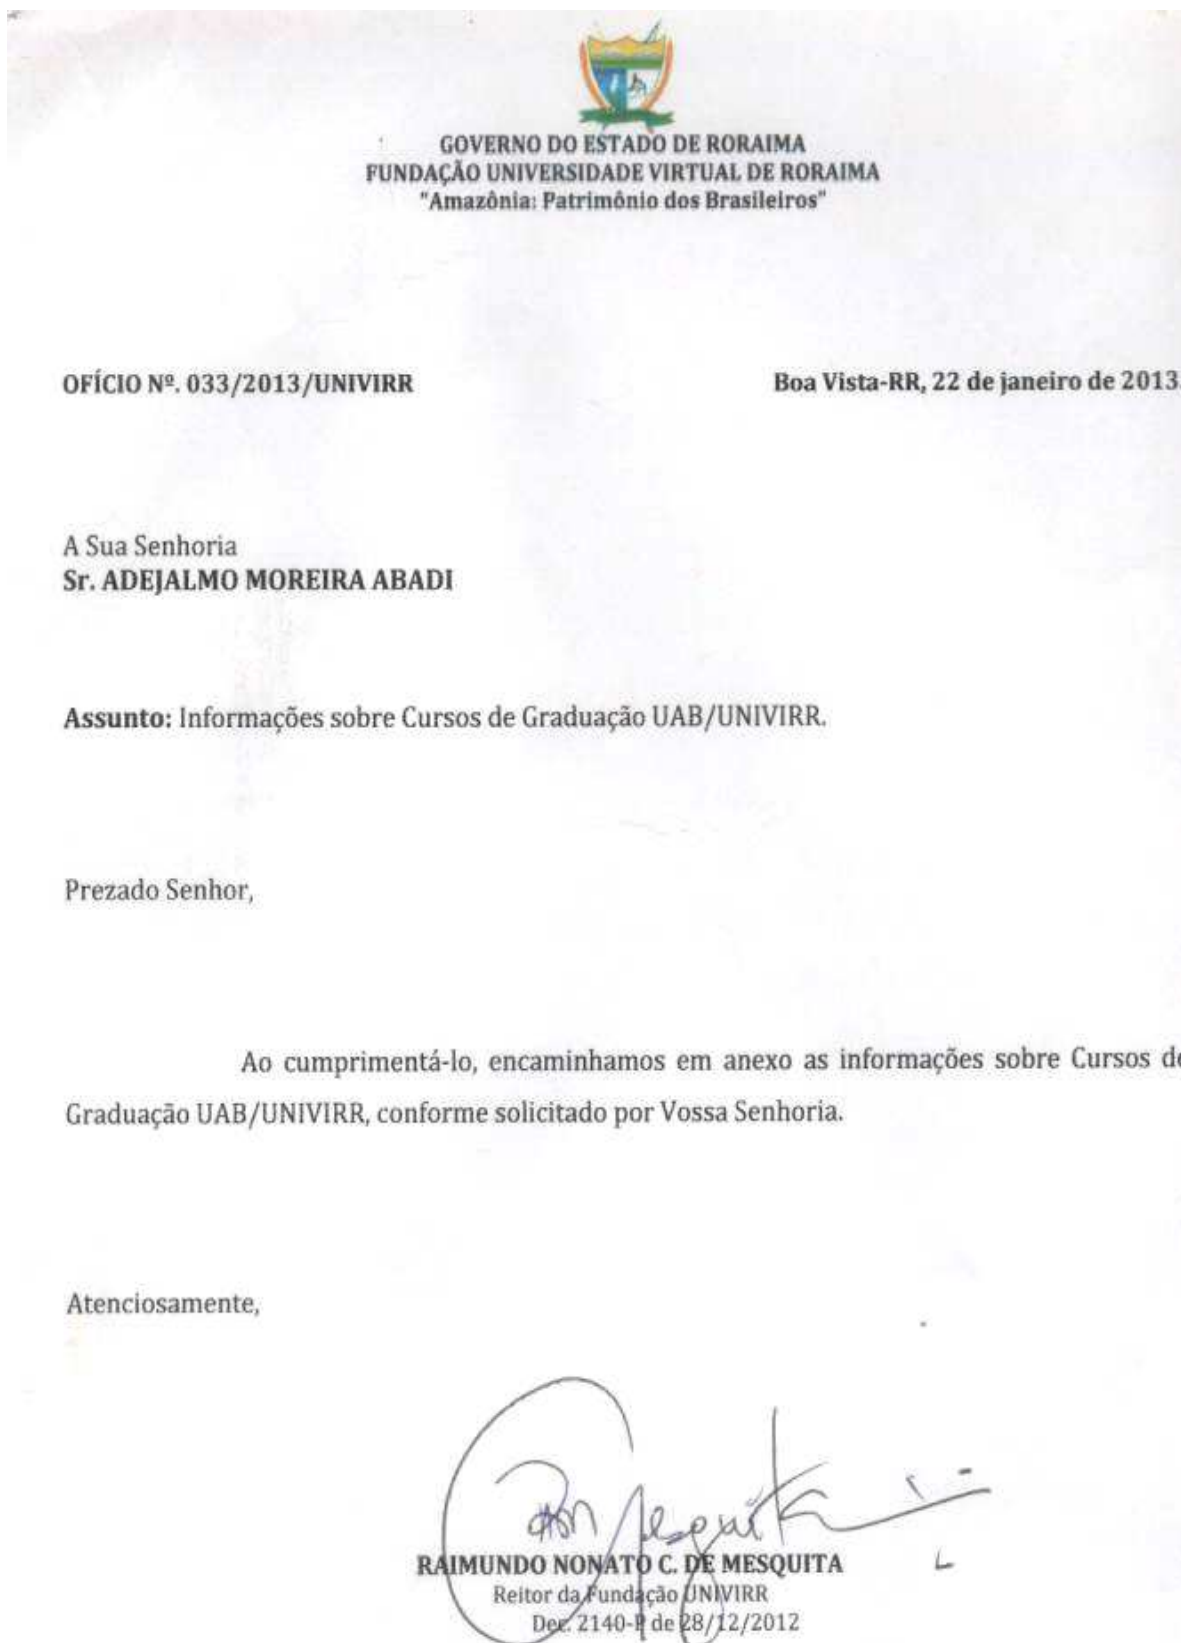 GOVERNO DO ESTADO DE RORAIMA
FUNDAÇÃO UNIVERSIDADE VIRTUAL DE RORAIMA
"Amazônia: Patrimônio dos Brasileiros"
OFÍCIO Nº. 033/2013/UNIVIRR
Boa Vista-RR, 22 de janeiro de 2013.
A Sua Senhoria
Sr. ADEJALMO MOREIRA ABADI
Assunto: Informações sobre Cursos de Graduação UAB/UNIVIRR.
Prezado Senhor,
Ao cumprimentá-lo, encaminhamos em anexo as informações sobre Cursos de
Graduação UAB/UNIVIRR, conforme solicitado por Vossa Senhoria.
Atenciosamente,
RAIMUNDO NONATO C. DE MESQUITA
Reitor da Fundação UNIVIRR
Dec. 2140-P de 28/12/2012